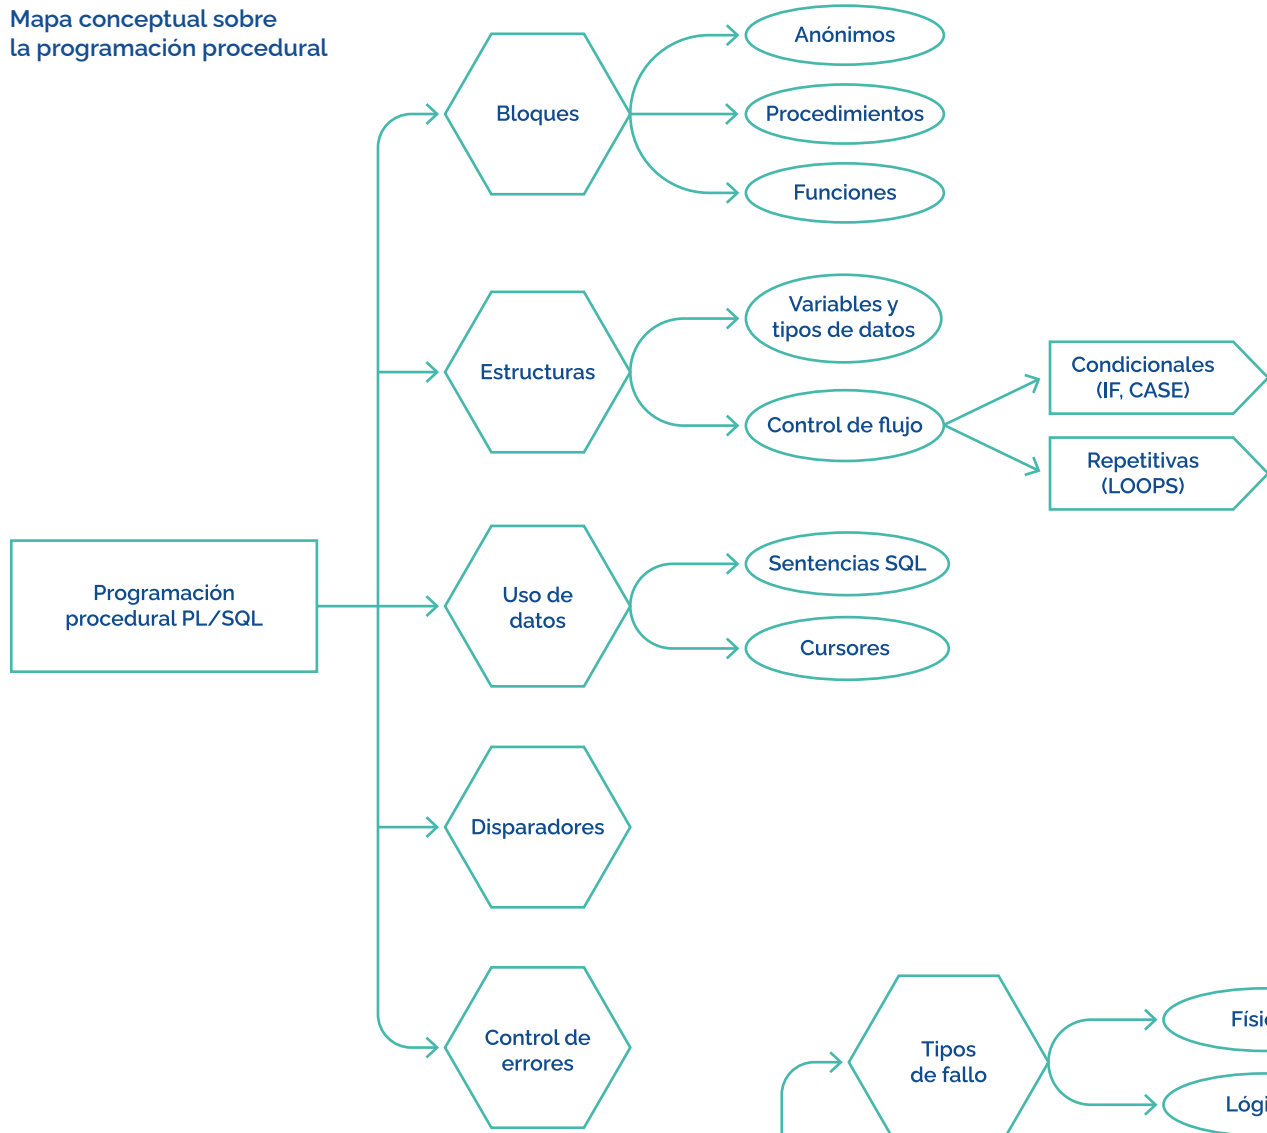 Mapa conceptual sobre
la programación procedural
Anónimos
Bloques
Procedimientos
Funciones
Variables y
tipos de datos
Estructuras
Condicionales
(IF, CASE)
Control de flujo
Repetitivas
(LOOPS)
Sentencias SQL
Programación
procedural PL/SQL
Uso de
datos
Cursores
Disparadores
Control de
errores
Tipos
de fallo